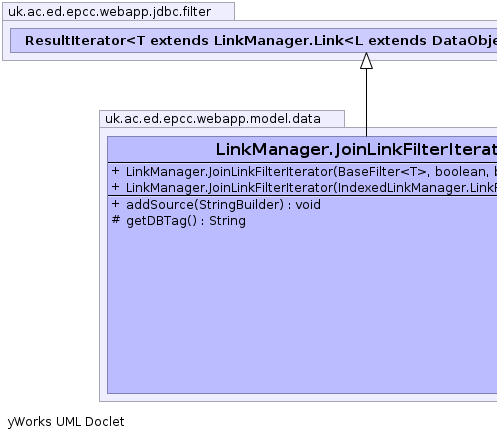 uk.ac.ed.epcc.webapp.jdbc.filter
ResultIterator<T extends LinkManager.Link<L extends DataObje
uk.ac.ed.epcc.webapp.model.data
LinkManager.JoinLinkFilterIterat
+ LinkManager.JoinLinkFilterIterator(BaseFilter<T>, boolean, b
+ LinkManager.JoinLinkFilterIterator(IndexedLinkManager.LinkF
+ addSource(StringBuilder) : void
# getDBTag() : String
yWorks UML Doclet